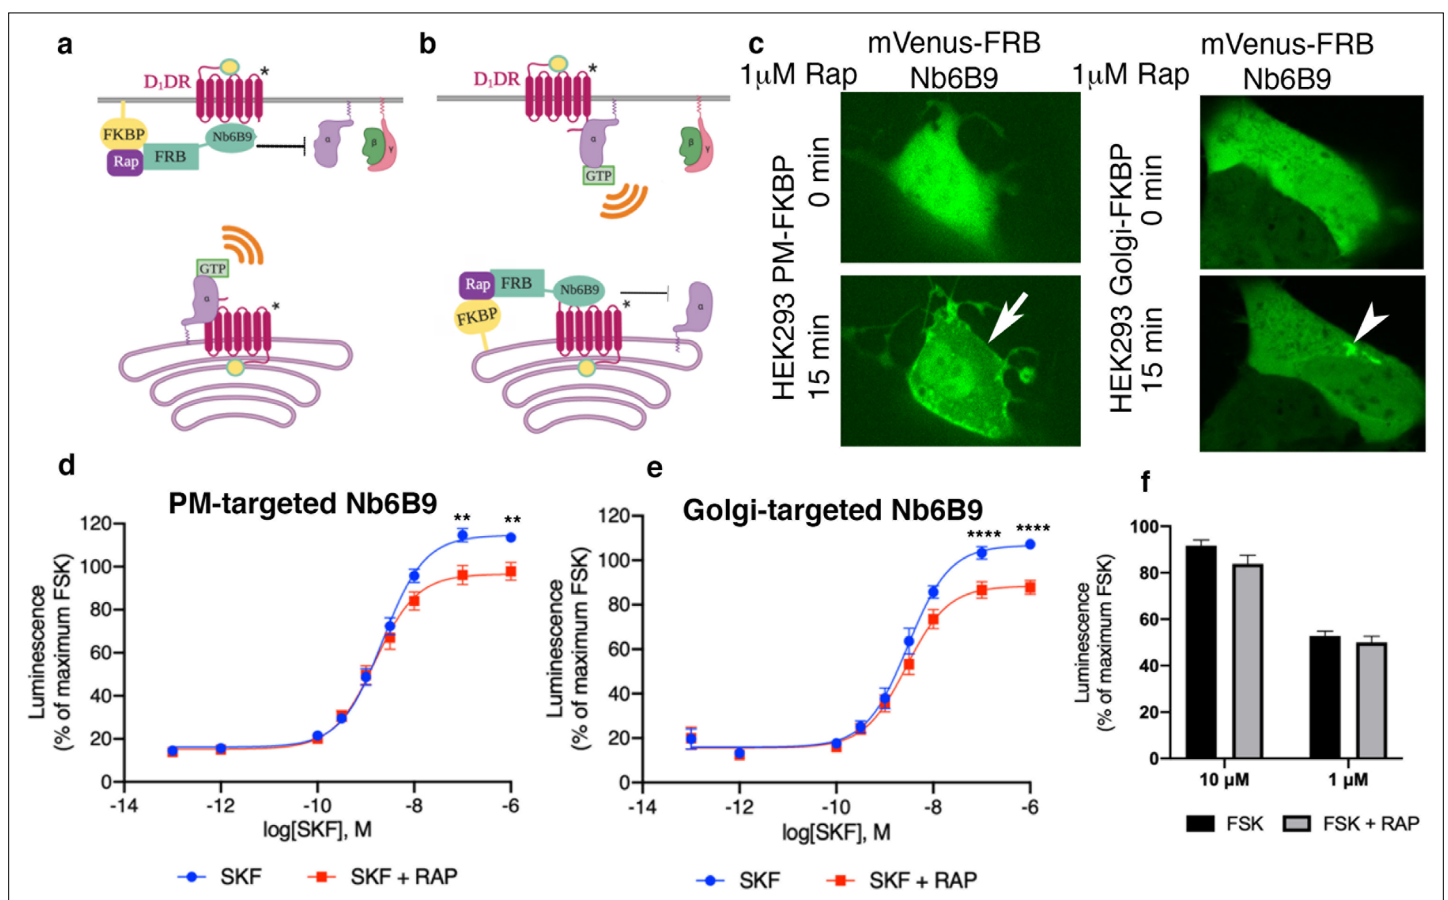 a
D₁DR
*
FKBP
Rap
FRB
Nb6B9
α
β
γ
GTP
α
*
b
D₁DR
*
α
GTP
β
γ
Rap
FRB
Nb6B9
FKBP
*
α
c
mVenus-FRB
Nb6B9
1μM Rap
HEK293 PM-FKBP
0 min
15 min
mVenus-FRB
Nb6B9
1μM Rap
HEK293 Golgi-FKBP
0 min
15 min
d
PM-targeted Nb6B9
Luminescence
(% of maximum FSK)
120
100
80
60
40
20
0
** **
-14 -12 -10 -8 -6
log[SKF], M
SKF SKF + RAP
e
Golgi-targeted Nb6B9
Luminescence
(% of maximum FSK)
120
100
80
60
40
20
0
**** ****
-14 -12 -10 -8 -6
log[SKF], M
SKF SKF + RAP
f
Luminescence
(% of maximum FSK)
100
80
60
40
20
0
10 μM 1 μM
FSK FSK + RAP